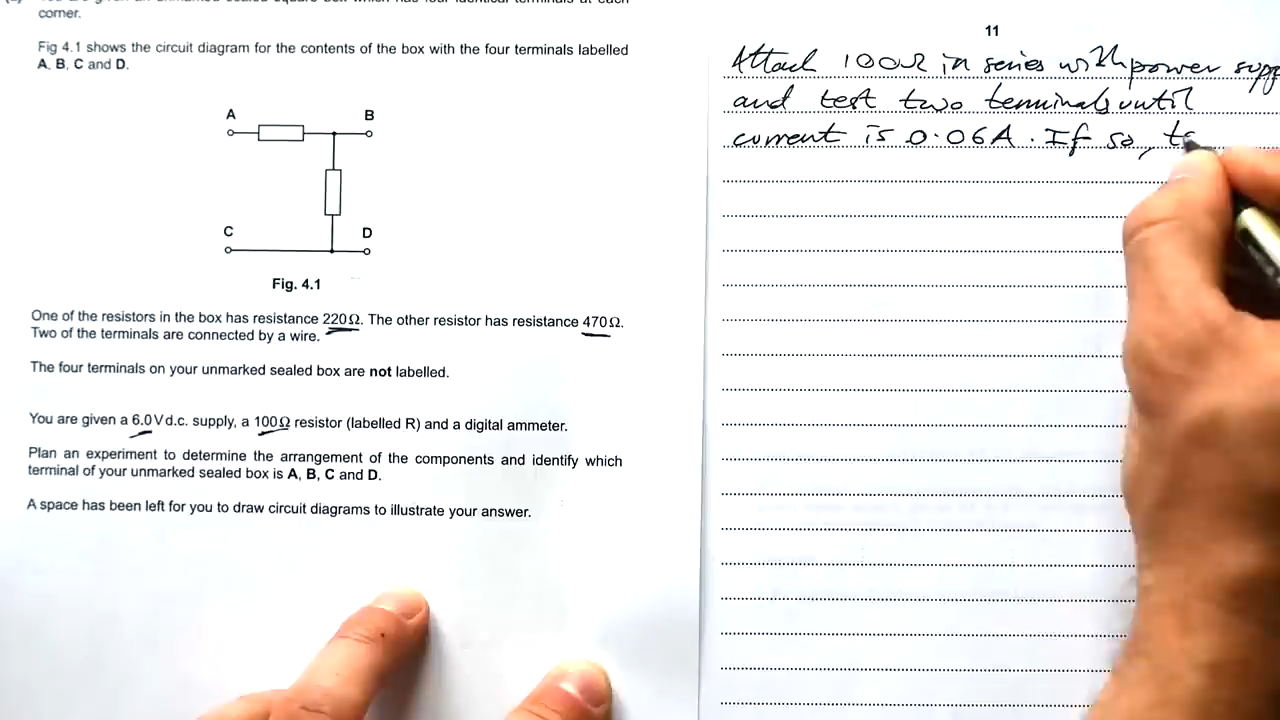 corner.
Fig 4.1 shows the circuit diagram for the contents of the box with the four terminals labelled
A, B, C and D.
A
B
C
D
Fig. 4.1
One of the resistors in the box has resistance 220Ω. The other resistor has resistance 470Ω.
Two of the terminals are connected by a wire.
The four terminals on your unmarked sealed box are not labelled.
You are given a 6.0V d.c. supply, a 100Ω resistor (labelled R) and a digital ammeter.
Plan an experiment to determine the arrangement of the components and identify which
terminal of your unmarked sealed box is A, B, C and D.
A space has been left for you to draw circuit diagrams to illustrate your answer.
11
Attach 100Ω in series with power supp
and test two terminals until
current is 0.06A. If so, te